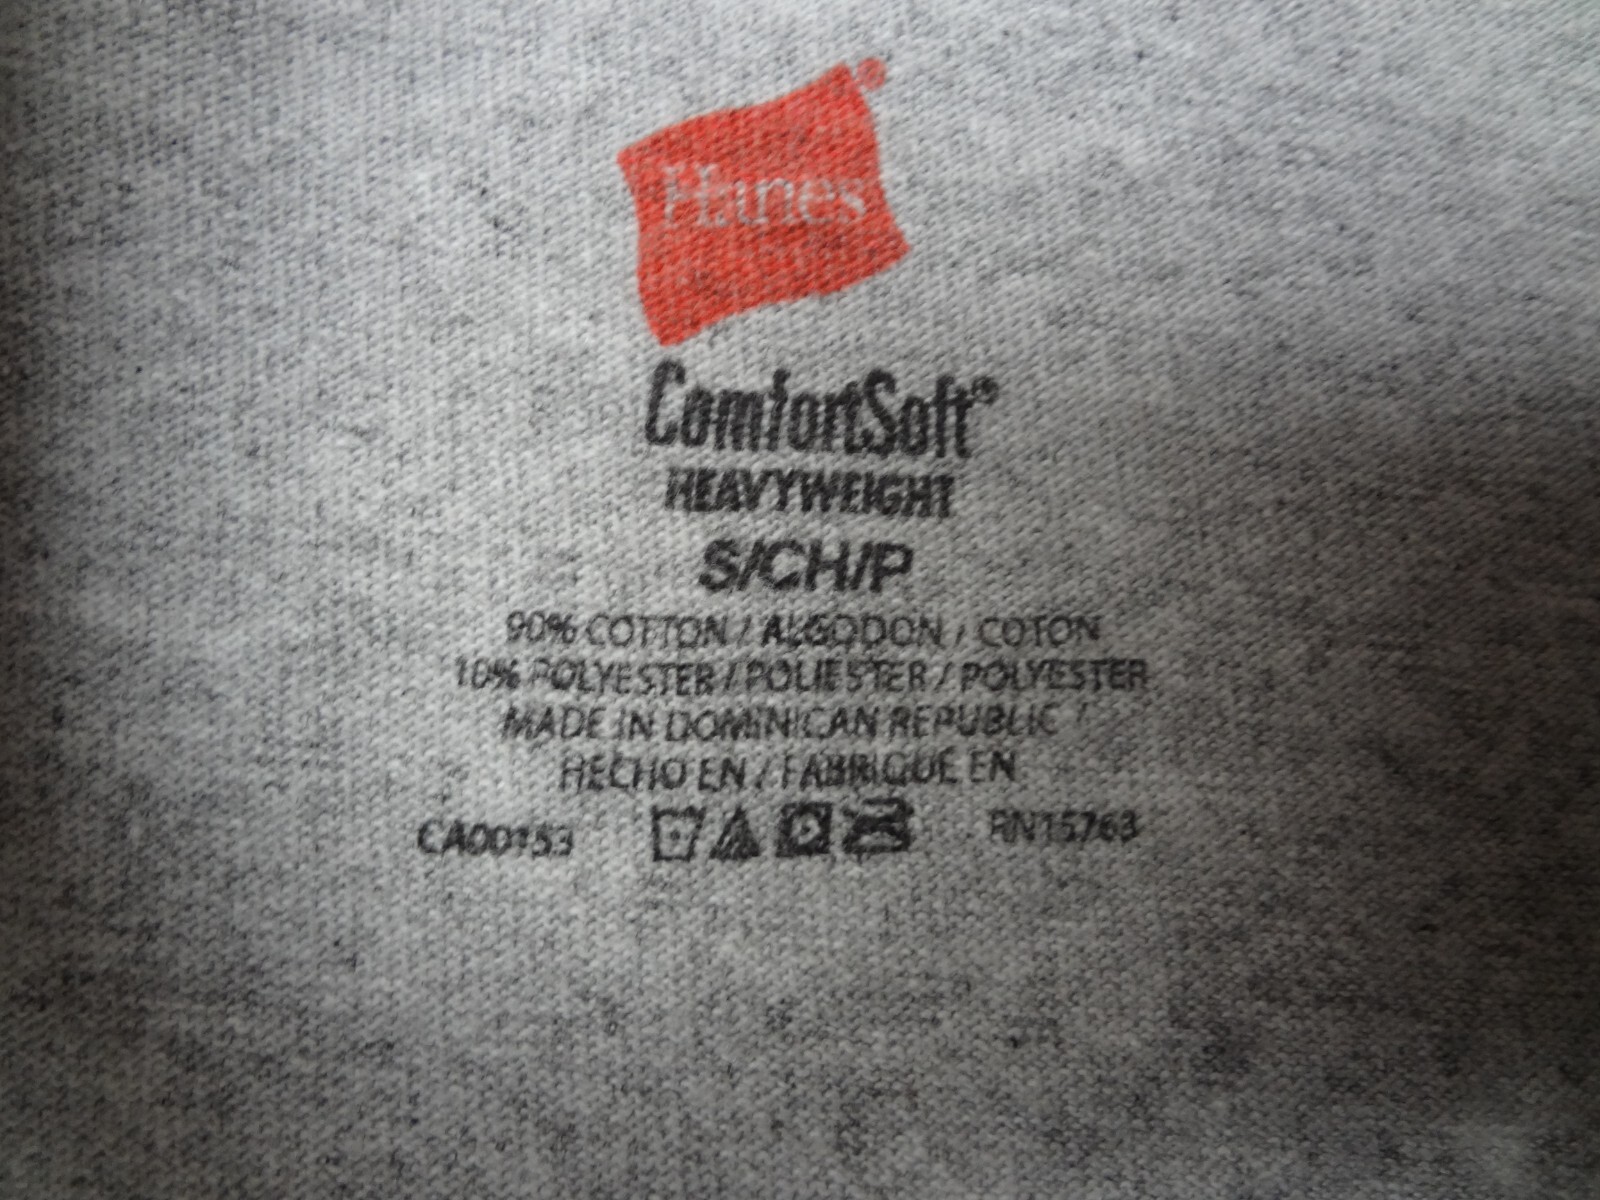 Hanes®
ComfortSoft®
HEAVYWEIGHT
S/CH/P
90% COTTON / ALGODON / COTON
10% POLYESTER / POLIESTER / POLYESTER
MADE IN DOMINICAN REPUBLIC /
HECHO EN / FABRIQUE EN
CA00153 RN15763